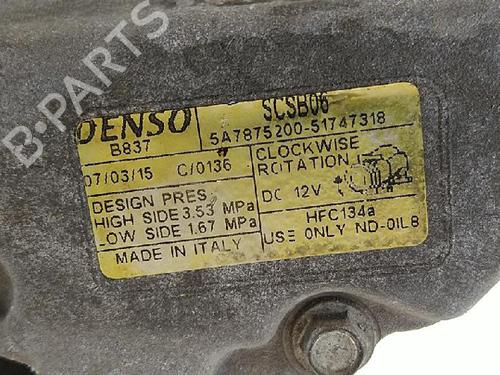 B-PARTS
DENSO
SCSB06
B837
5A7875200-51747318
07/03/15 C/0136
CLOCKWISE
ROTATION
DC 12V
DESIGN PRES.
HIGH SIDE 3.53 MPa
LOW SIDE 1.67 MPa
HFC134a
MADE IN ITALY
USE ONLY ND-OIL8